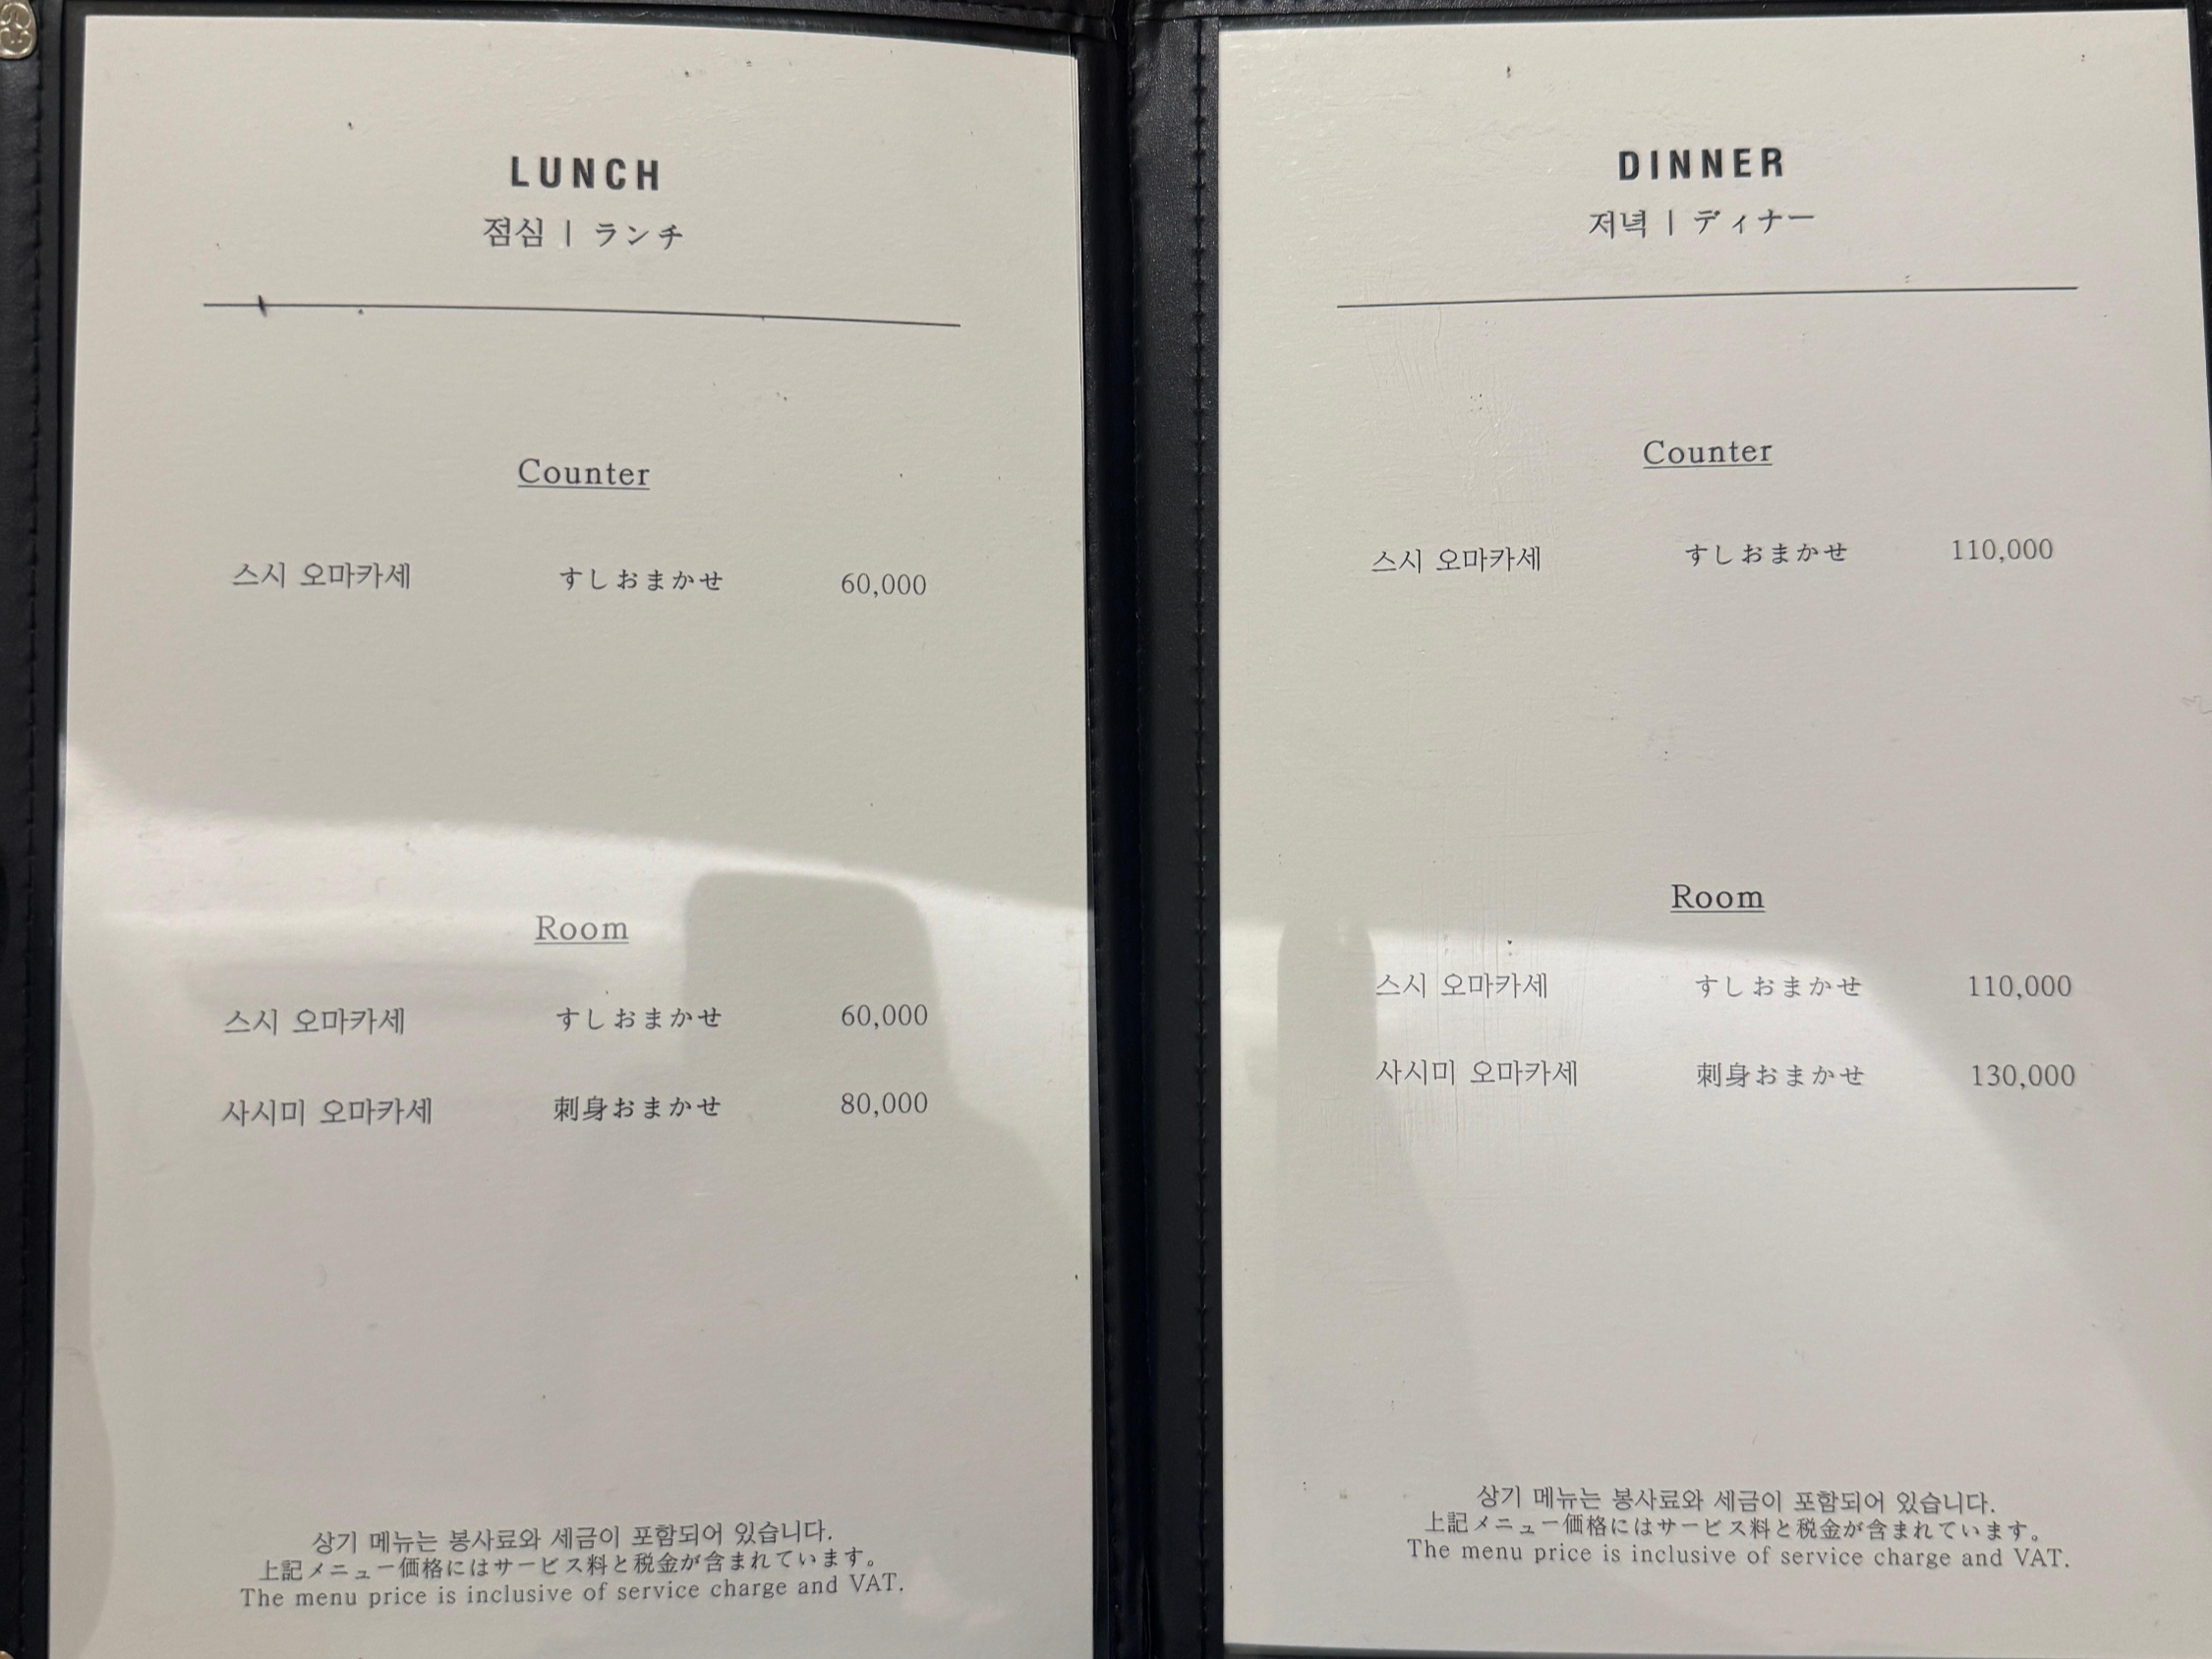 LUNCH
점심 | ランチ
Counter
스시 오마카세 すしおまかせ 60,000
Room
스시 오마카세 すしおまかせ 60,000
사시미 오마카세 刺身おまかせ 80,000
상기 메뉴는 봉사료와 세금이 포함되어 있습니다.
上記メニュー価格にはサービス料と税金が含まれています。
The menu price is inclusive of service charge and VAT.
DINNER
저녁 | ディナー
Counter
스시 오마카세 すしおまかせ 110,000
Room
스시 오마카세 すしおまかせ 110,000
사시미 오마카세 刺身おまかせ 130,000
상기 메뉴는 봉사료와 세금이 포함되어 있습니다.
上記メニュー価格にはサービス料と税金が含まれています。
The menu price is inclusive of service charge and VAT.